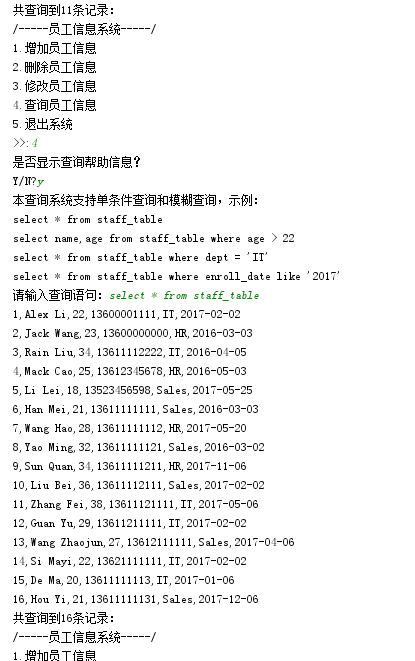 共查询到11条记录:
/-----员工信息系统-----/
1.增加员工信息
2.删除员工信息
3.修改员工信息
4.查询员工信息
5.退出系统
>>:4
是否显示查询帮助信息?
Y/N?y
本查询系统支持单条件查询和模糊查询，示例:
select * from staff_table
select name,age from staff_table where age > 22
select * from staff_table where dept = 'IT'
select * from staff_table where enroll_date like '2017'
请输入查询语句: select * from staff_table
1,Alex Li,22,13600001111,IT,2017-02-02
2,Jack Wang,23,13600000000,HR,2016-03-03
3,Rain Liu,34,13611112222,IT,2016-04-05
4,Mack Cao,25,13612345678,HR,2016-05-03
5,Li Lei,18,13523456598,Sales,2017-05-25
6,Han Mei,21,13611111111,Sales,2016-03-03
7,Wang Hao,28,13611111112,HR,2017-05-20
8,Yao Ming,32,13611111121,Sales,2016-03-02
9,Sun Quan,34,13611111211,HR,2017-11-06
10,Liu Bei,36,13611112111,Sales,2017-02-02
11,Zhang Fei,38,13611121111,IT,2017-05-06
12,Guan Yu,29,13611211111,IT,2017-02-02
13,Wang Zhaojun,27,13612111111,Sales,2017-04-06
14,Si Mayi,22,13621111111,IT,2017-02-02
15,De Ma,20,13611111113,IT,2017-01-06
16,Hou Yi,21,13611111131,Sales,2017-12-06
共查询到16条记录:
/-----员工信息系统-----/
1.增加员工信息